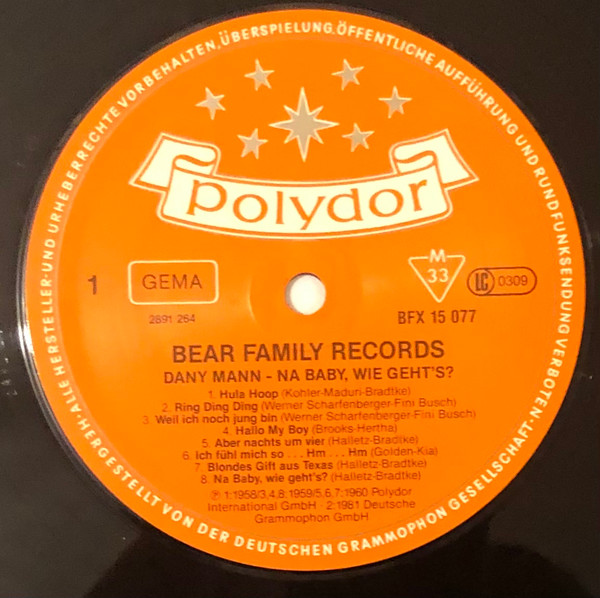 ALLE HERSTELLER-UND URHEBERRECHTE VORBEHALTEN, ÜBERSPIELUNG, ÖFFENTLICHE AUFFÜHRUNG UND RUNDFUNKSENDUNG VERBOTEN.
polydor
1
GEMA
M
33
LC 0309
2891 264
BFX 15 077
BEAR FAMILY RECORDS
DANY MANN - NA BABY, WIE GEHT'S?
1. Hula Hoop (Kohler-Maduri-Bradtke)
2. Ring Ding Ding (Werner Scharfenberger-Fini Busch)
3. Weil ich noch jung bin (Werner Scharfenberger-Fini Busch)
4. Hallo My Boy (Brooks-Hertha)
5. Aber nachts um vier (Halletz-Bradtke)
6. Ich fühl mich so . . . Hm . . . Hm (Golden-Kia)
7. Blondes Gift aus Texas (Halletz-Bradtke)
8. Na Baby, wie geht's? (Halletz-Bradtke)
℗ 1:1958/3,4,8:1959/5,6,7:1960 Polydor
International GmbH · 2:1981 Deutsche
Grammophon GmbH
HERGESTELLT VON DER DEUTSCHEN GRAMMOPHON GESELLSCHAFT·